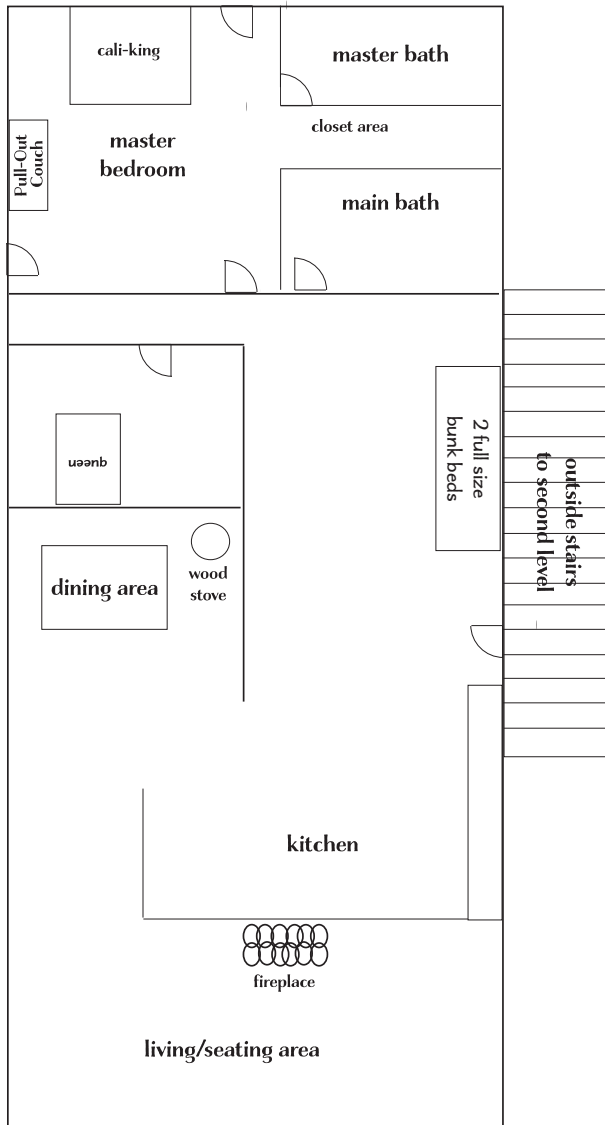 cali-king
master bath
closet area
master
bedroom
Pull-Out
Couch
main bath
queen
2 full size
bunk beds
outside stairs
to second level
wood
stove
dining area
kitchen
fireplace
living/seating area